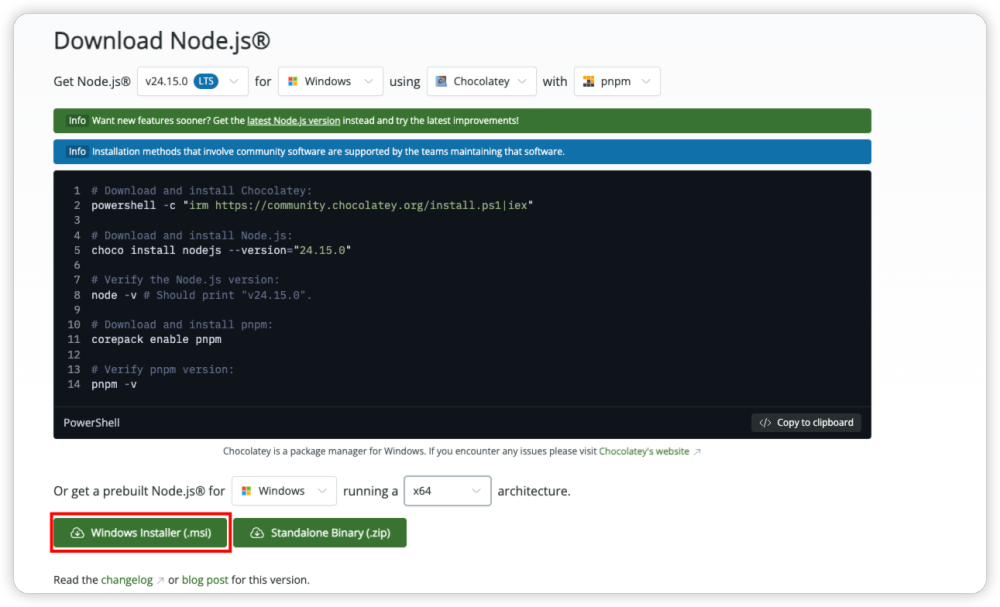 Download Node.js®
Get Node.js® v24.15.0 LTS for Windows using Chocolatey with pnpm
Info Want new features sooner? Get the latest Node.js version instead and try the latest improvements!
Info Installation methods that involve community software are supported by the teams maintaining that software.
1 # Download and install Chocolatey:
2 powershell -c "irm https://community.chocolatey.org/install.ps1|iex"
3
4 # Download and install Node.js:
5 choco install nodejs --version="24.15.0"
6
7 # Verify the Node.js version:
8 node -v # Should print "v24.15.0".
9
10 # Download and install pnpm:
11 corepack enable pnpm
12
13 # Verify pnpm version:
14 pnpm -v
PowerShell </> Copy to clipboard
Chocolatey is a package manager for Windows. If you encounter any issues please visit Chocolatey's website
Or get a prebuilt Node.js® for Windows running a x64 architecture.
Windows Installer (.msi) Standalone Binary (.zip)
Read the changelog or blog post for this version.